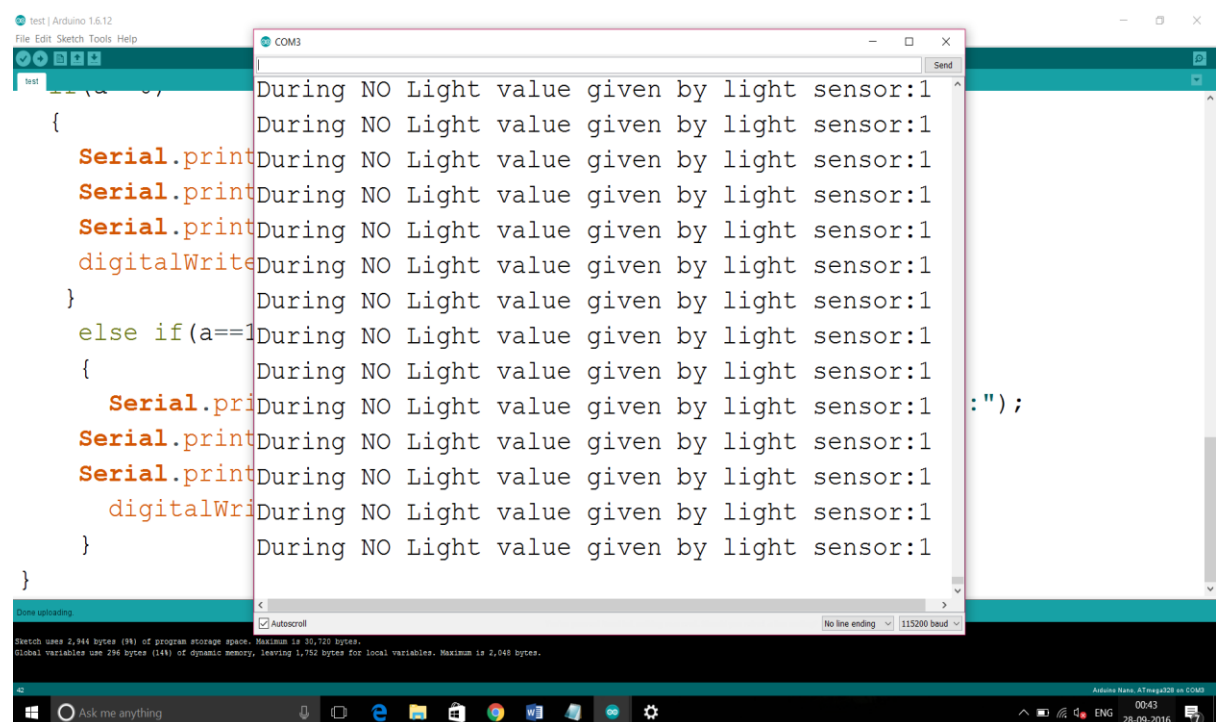 test | Arduino 1.6.12
File Edit Sketch Tools Help
COM3
Send
test
During NO Light value given by light sensor:1
{
During NO Light value given by light sensor:1
Serial.print
During NO Light value given by light sensor:1
Serial.print
During NO Light value given by light sensor:1
Serial.print
During NO Light value given by light sensor:1
digitalWrite
During NO Light value given by light sensor:1
}
During NO Light value given by light sensor:1
else if(a==1
During NO Light value given by light sensor:1
{
During NO Light value given by light sensor:1
Serial.pri
During NO Light value given by light sensor:1
:");
Serial.print
During NO Light value given by light sensor:1
Serial.print
During NO Light value given by light sensor:1
digitalWri
During NO Light value given by light sensor:1
}
During NO Light value given by light sensor:1
}
Done uploading.
Autoscroll
No line ending
115200 baud
Sketch uses 2,944 bytes (9%) of program storage space. Maximum is 30,720 bytes.
Global variables use 296 bytes (14%) of dynamic memory, leaving 1,752 bytes for local variables. Maximum is 2,048 bytes.
42
Arduino Nano, ATmega328 on COM3
Ask me anything
ENG
00:43
28-09-2016